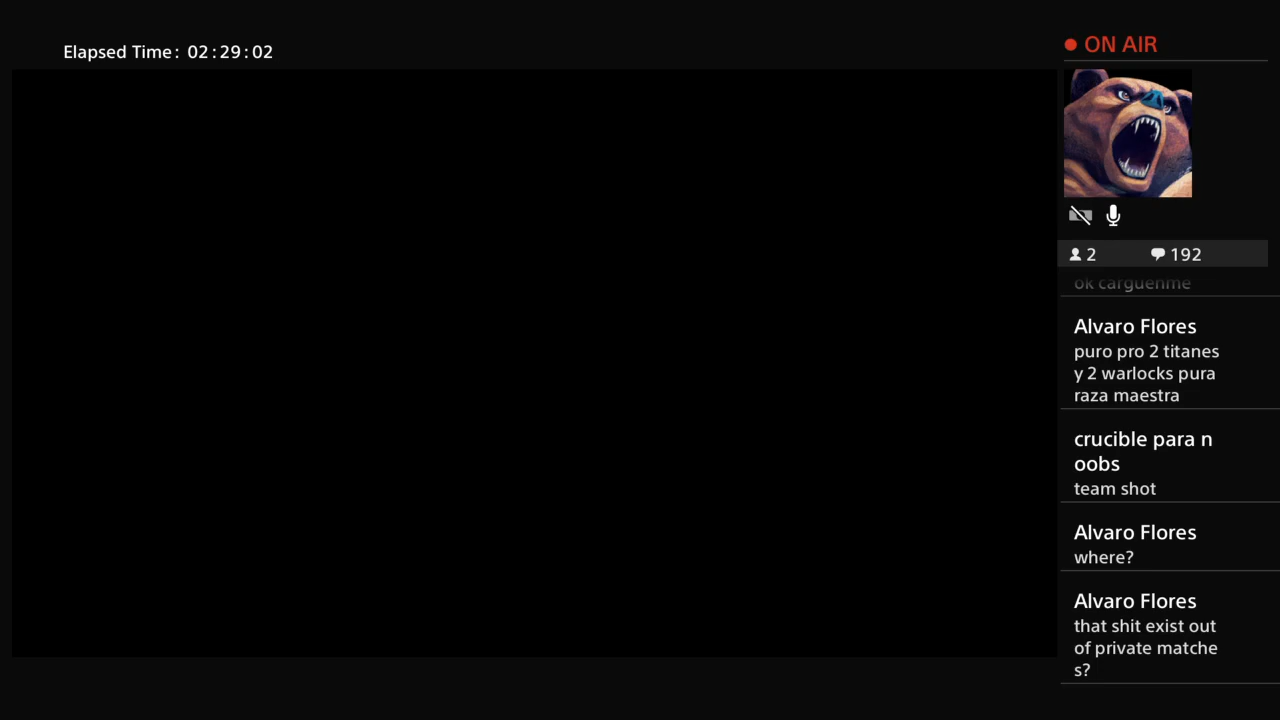 Elapsed Time: 02:29:02
ON AIR
2 192
ok carguenme
Alvaro Flores
puro pro 2 titanes
y 2 warlocks pura
raza maestra
crucible para n
oobs
team shot
Alvaro Flores
where?
Alvaro Flores
that shit exist out
of private matche
s?